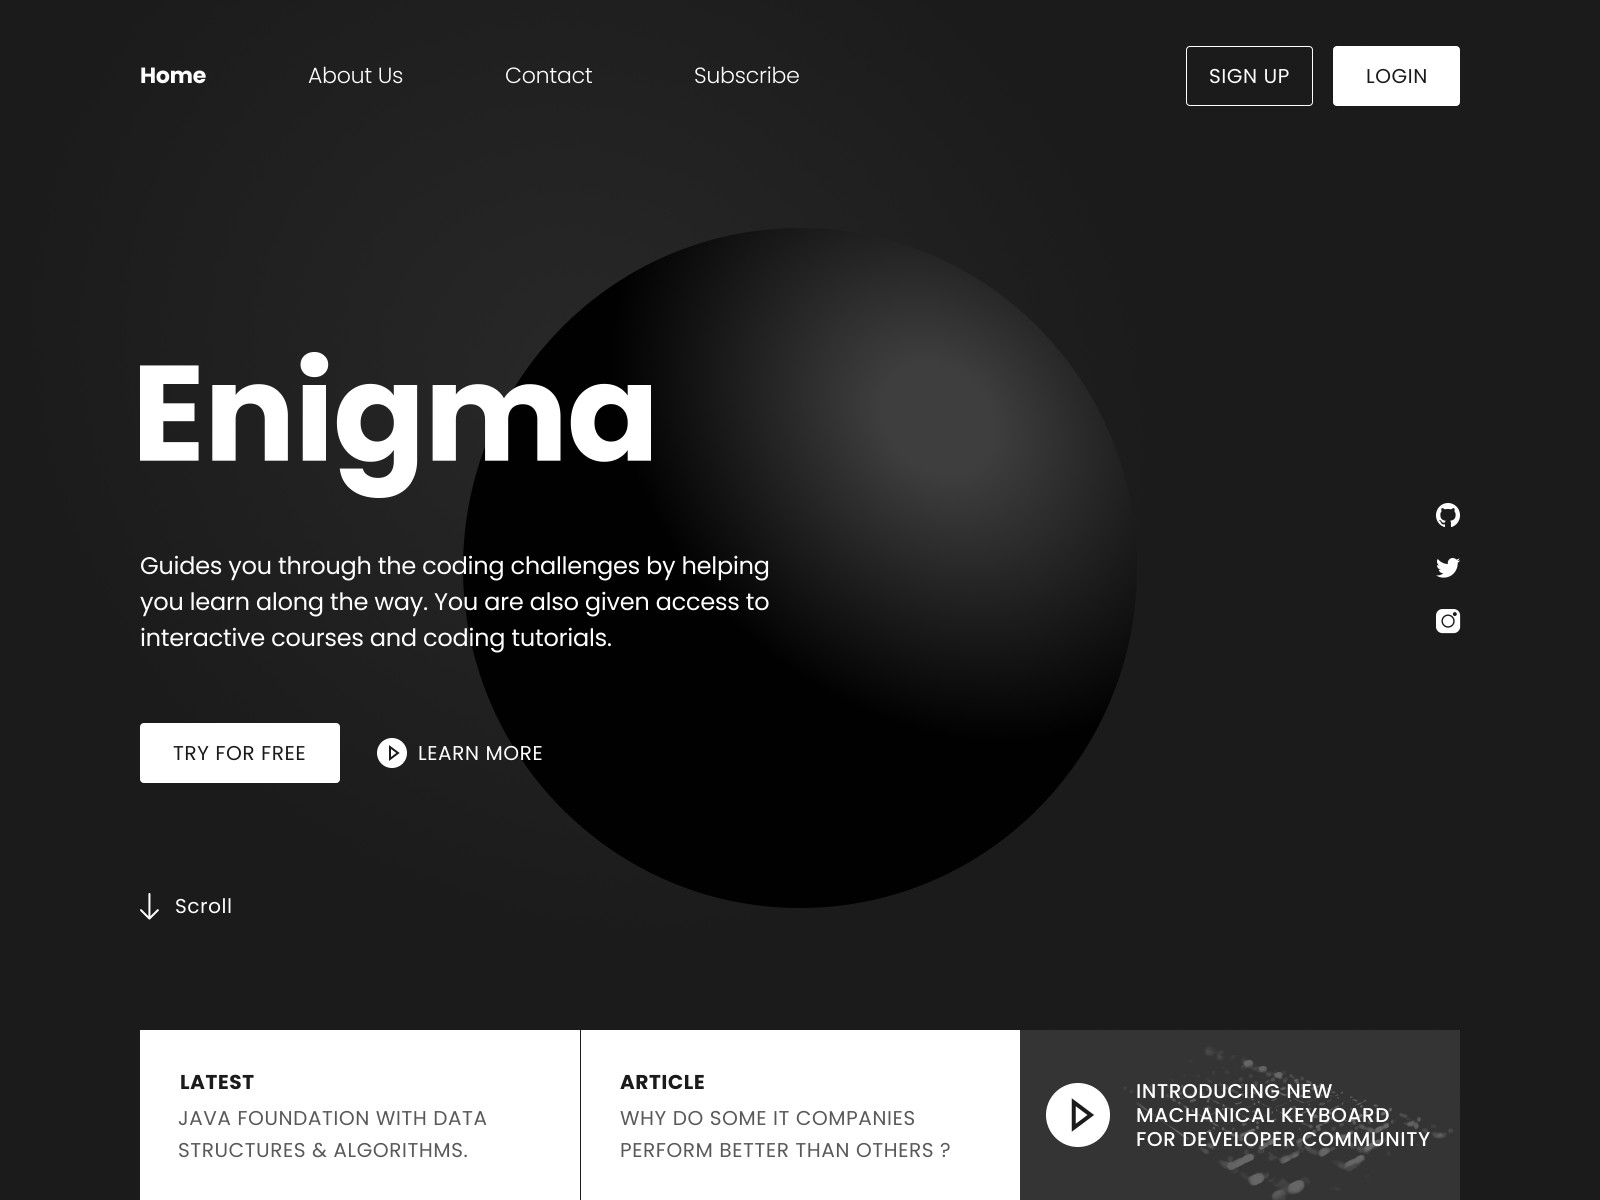 Home
About Us
Contact
Subscribe
SIGN UP
LOGIN
Enigma
Guides you through the coding challenges by helping
you learn along the way. You are also given access to
interactive courses and coding tutorials.
TRY FOR FREE
LEARN MORE
Scroll
LATEST
JAVA FOUNDATION WITH DATA
STRUCTURES & ALGORITHMS.
ARTICLE
WHY DO SOME IT COMPANIES
PERFORM BETTER THAN OTHERS ?
INTRODUCING NEW
MACHANICAL KEYBOARD
FOR DEVELOPER COMMUNITY